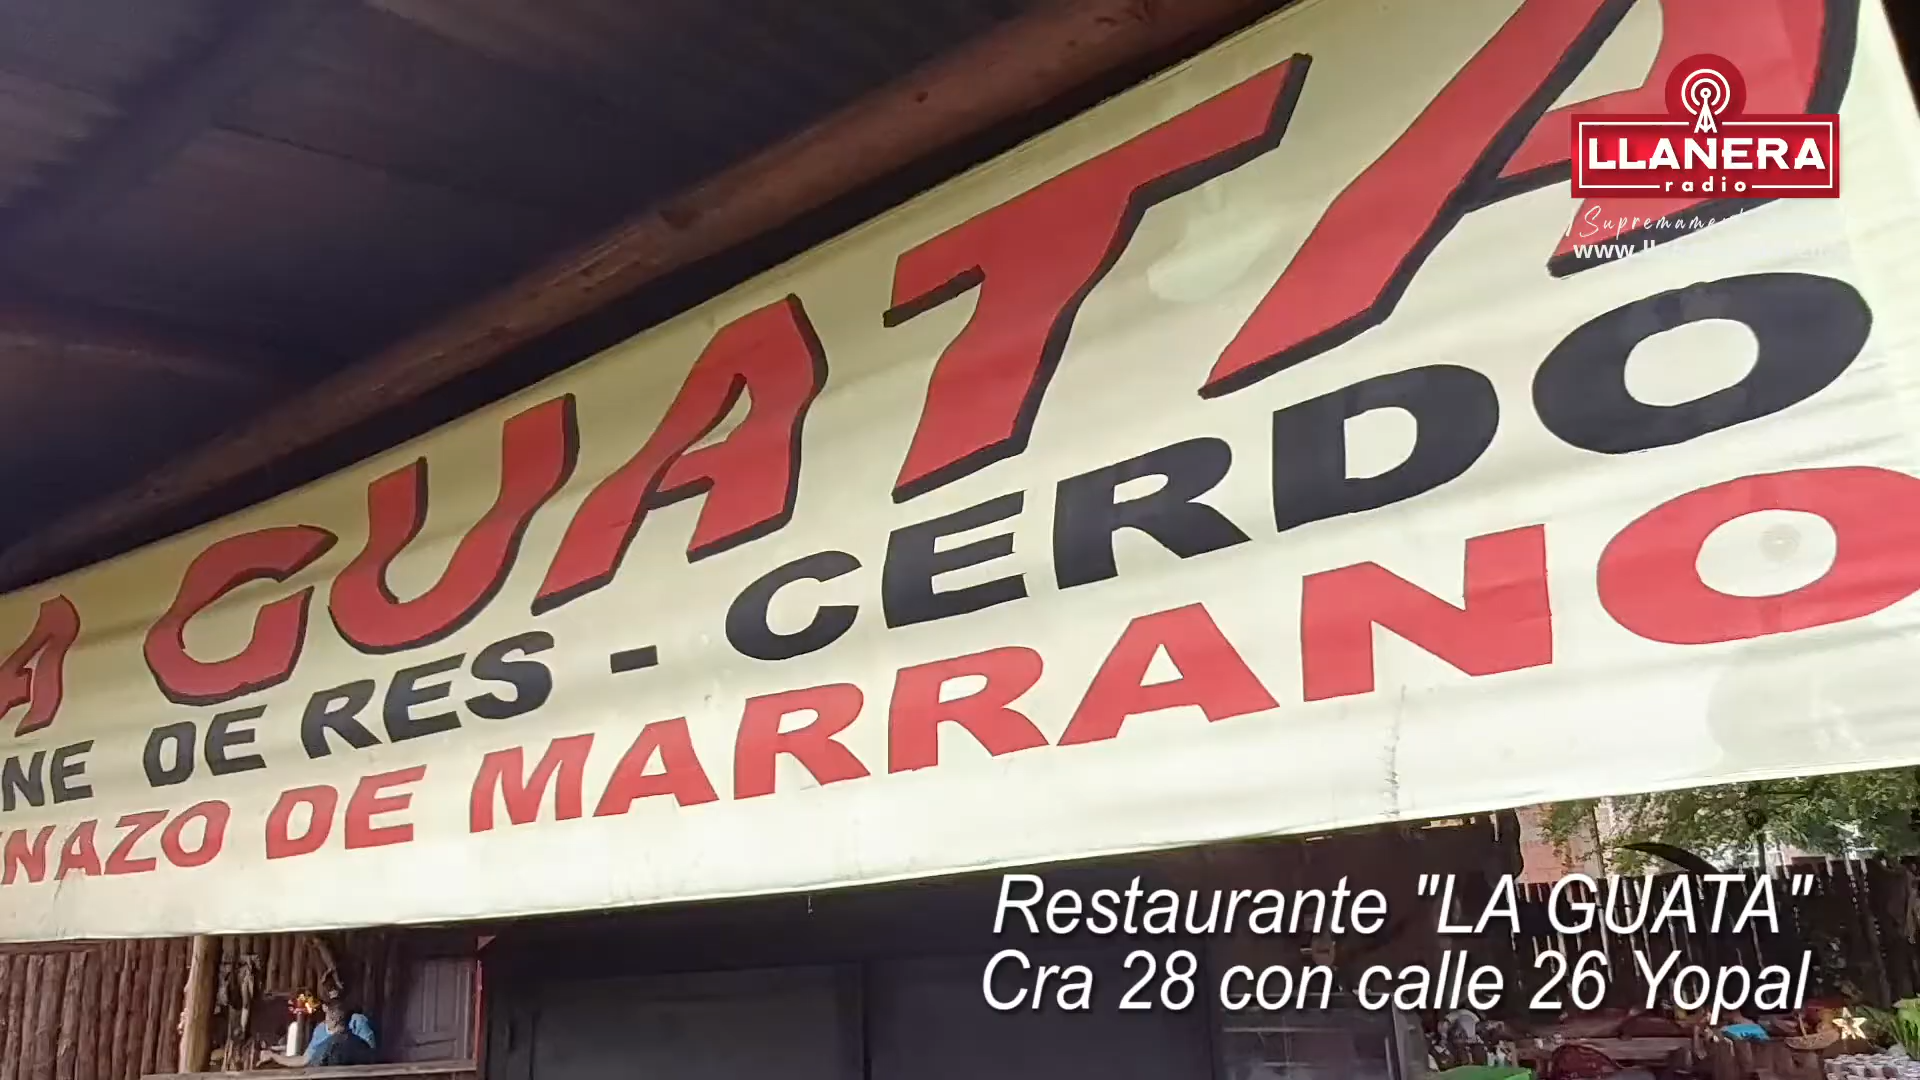 A GUATA
NE DE RES - CERDO
NAZO DE MARRANO
LLANERA
radio
Restaurante "LA GUATA"
Cra 28 con calle 26 Yopal